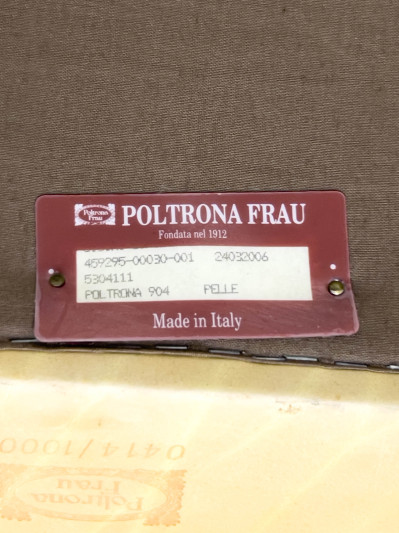 Poltrona
Frau
POLTRONA FRAU
Fondata nel 1912
459295-00030-001 24032006
5304111
POLTRONA 904 PELLE
Made in Italy
0414/1000
Poltrona
Frau